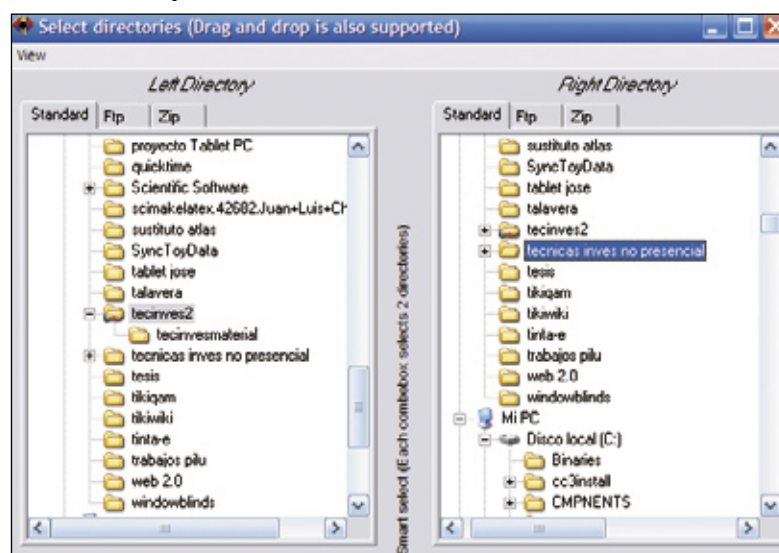 Select directories (Drag and drop is also supported)
View
Left Directory
Standard Ftp Zip
proyecto Tablet PC
quicktime
Scientific Software
scimakelatex.42682.Juan+Luis+Ch
sustituto atlas
SyncToyData
tablet jose
talavera
tecinves2
tecinvesmaterial
tecnicas inves no presencial
tesis
tikiqam
tikiwiki
tinta-e
trabajos pilu
web 2.0
windowblinds
Smart select (Each combobox selects 2 directories)
Right Directory
Standard Ftp Zip
sustituto atlas
SyncToyData
tablet jose
talavera
tecinves2
tecnicas inves no presencial
tesis
tikiqam
tikiwiki
tinta-e
trabajos pilu
web 2.0
windowblinds
Mi PC
Disco local (C:)
Binaries
cc3install
CMPNENTS